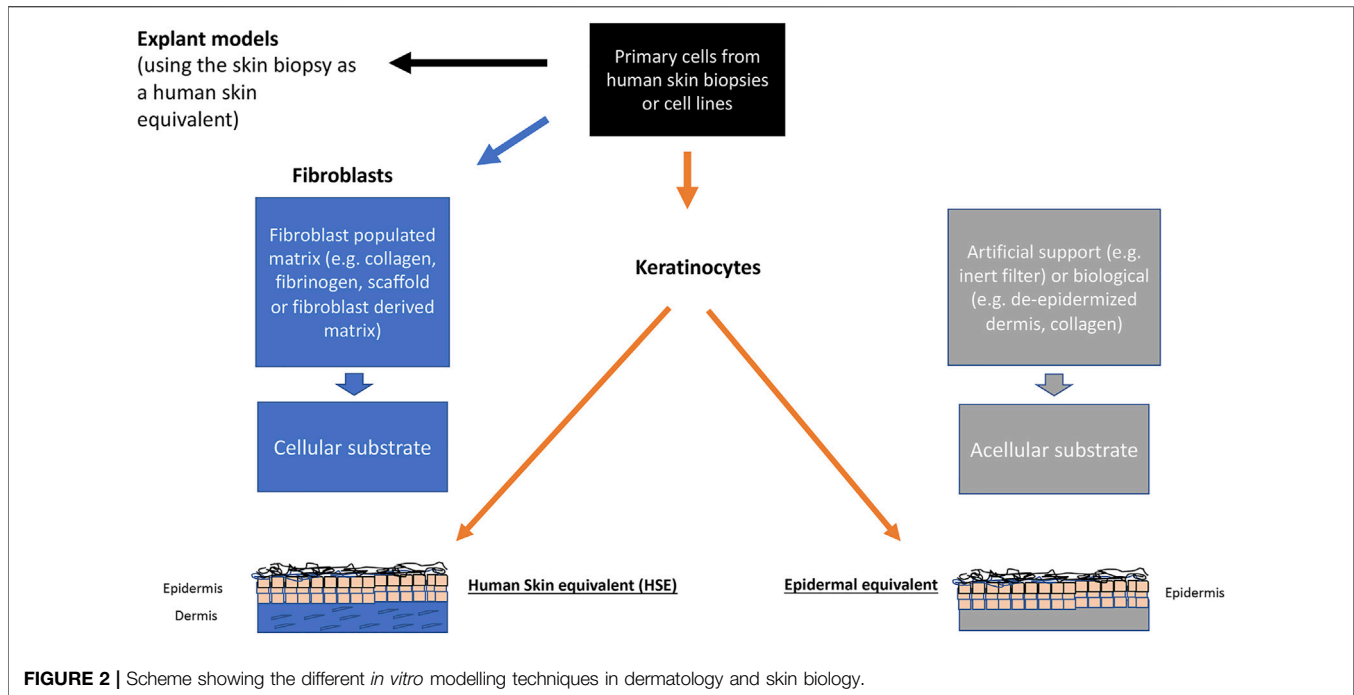 Explant models
(using the skin biopsy as
a human skin
equivalent)
Primary cells from
human skin biopsies
or cell lines
Fibroblasts
Fibroblast populated
matrix (e.g. collagen,
fibrinogen, scaffold
or fibroblast derived
matrix)
Keratinocytes
Artificial support (e.g.
inert filter) or biological
(e.g. de-epidermized
dermis, collagen)
Cellular substrate
Acellular substrate
Epidermis
Dermis
Human Skin equivalent (HSE)
Epidermal equivalent
Epidermis
FIGURE 2 | Scheme showing the different in vitro modelling techniques in dermatology and skin biology.